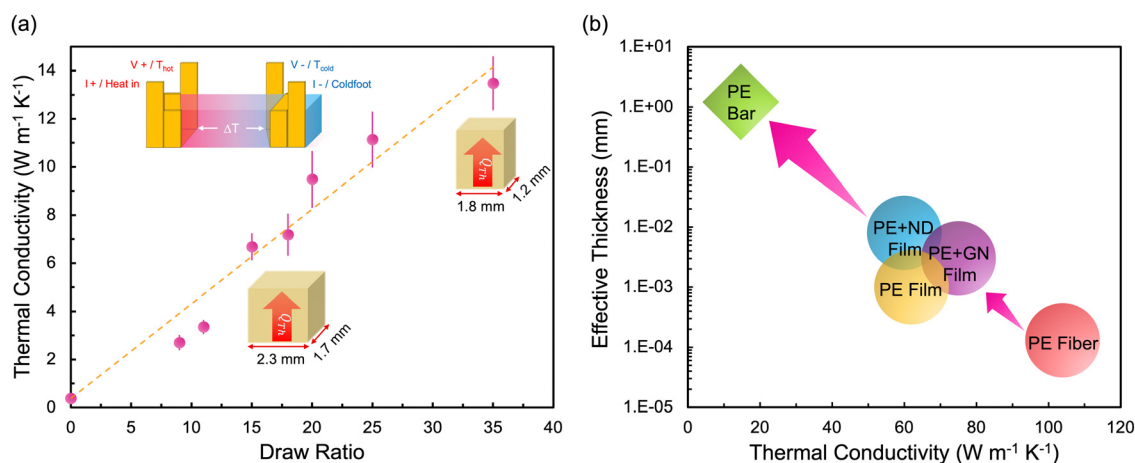 (a)
Thermal Conductivity (W m⁻¹ K⁻¹)
14
12
10
8
6
4
2
0
V + / T_hot
V - / T_cold
I + / Heat in
I - / Coldfoot
ΔT
Q_Th
1.8 mm
1.2 mm
Q_Th
2.3 mm
1.7 mm
0 5 10 15 20 25 30 35 40
Draw Ratio
(b)
Effective Thickness (mm)
1.E+01
1.E+00
1.E-01
1.E-02
1.E-03
1.E-04
1.E-05
PE
Bar
PE+ND
Film
PE+GN
Film
PE Film
PE Fiber
0 20 40 60 80 100 120
Thermal Conductivity (W m⁻¹ K⁻¹)